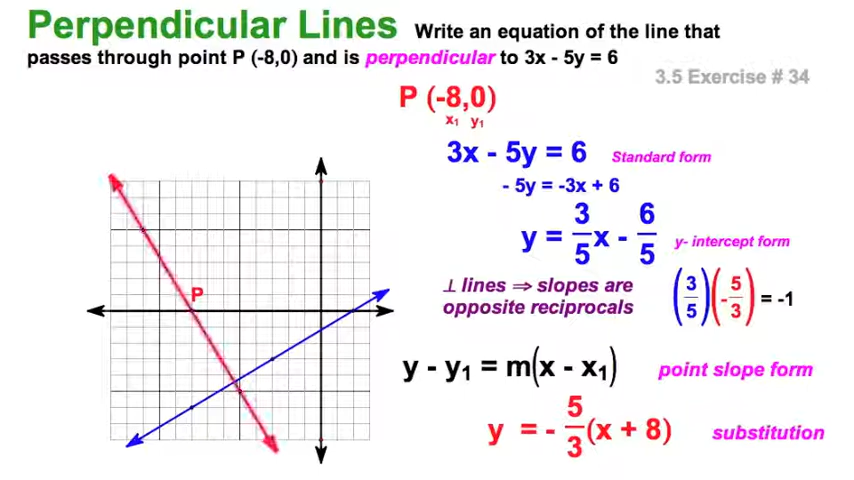 Perpendicular Lines Write an equation of the line that
passes through point P (-8,0) and is perpendicular to 3x - 5y = 6
3.5 Exercise # 34
P (-8,0)
x₁ y₁
3x - 5y = 6 Standard form
- 5y = -3x + 6
y = 3/5 x - 6/5 y- intercept form
⊥ lines ⇒ slopes are
opposite reciprocals
(3/5)(-5/3) = -1
P
y - y₁ = m(x - x₁) point slope form
y = - 5/3 (x + 8) substitution